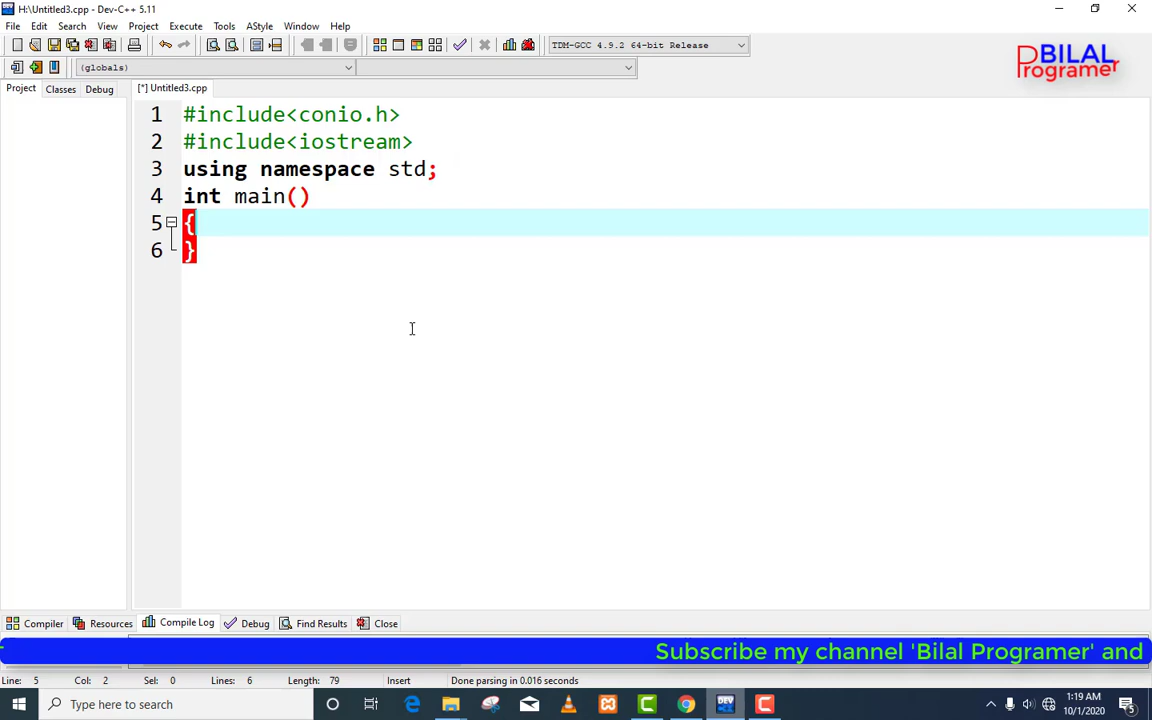 H:\Untitled3.cpp - Dev-C++ 5.11
File Edit Search View Project Execute Tools AStyle Window Help
TDM-GCC 4.9.2 64-bit Release
(globals)
BILAL
Programer
Project Classes Debug
[*] Untitled3.cpp
1 #include<conio.h>
2 #include<iostream>
3 using namespace std;
4 int main()
5 {
6 }
Compiler Resources Compile Log Debug Find Results Close
Subscribe my channel 'Bilal Programer' and
Line: 5 Col: 2 Sel: 0 Lines: 6 Length: 79 Insert Done parsing in 0.016 seconds
Type here to search
DEV
1:19 AM
10/1/2020
5